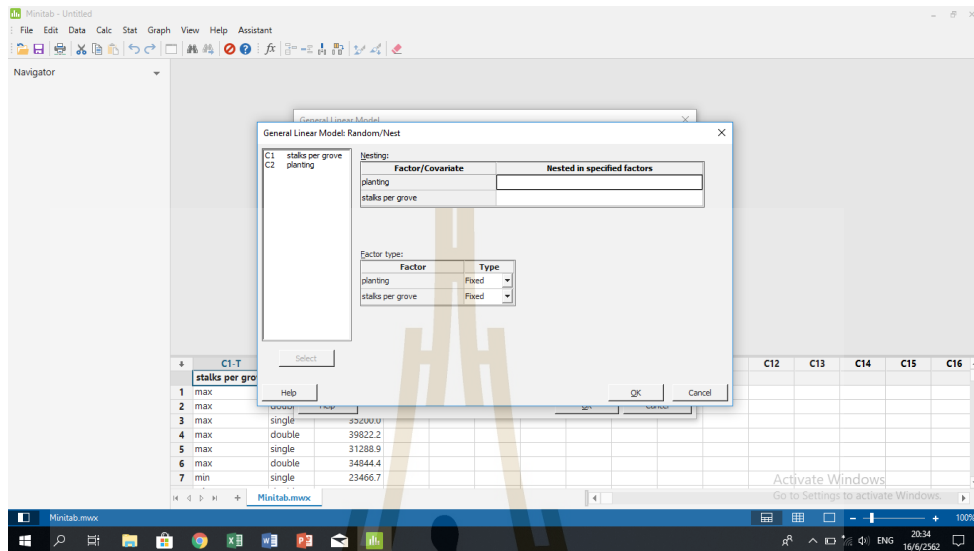 Minitab - Untitled
File Edit Data Calc Stat Graph View Help Assistant
Navigator
General Linear Model
General Linear Model: Random/Nest
C1 stalks per grove
C2 planting
Nesting:
Factor/Covariate Nested in specified factors
planting
stalks per grove
Factor type:
Factor Type
planting Fixed
stalks per grove Fixed
Select
Help OK Cancel
C1-T C12 C13 C14 C15 C16
stalks per gro
1 max
2 max
3 max single 35200.0
4 max double 39822.2
5 max single 31288.9
6 max double 34844.4
7 min single 23466.7
Activate Windows
Go to Settings to activate Windows.
Minitab.mwx
Minitab.mwx 100%
ENG 20:34
16/6/2562